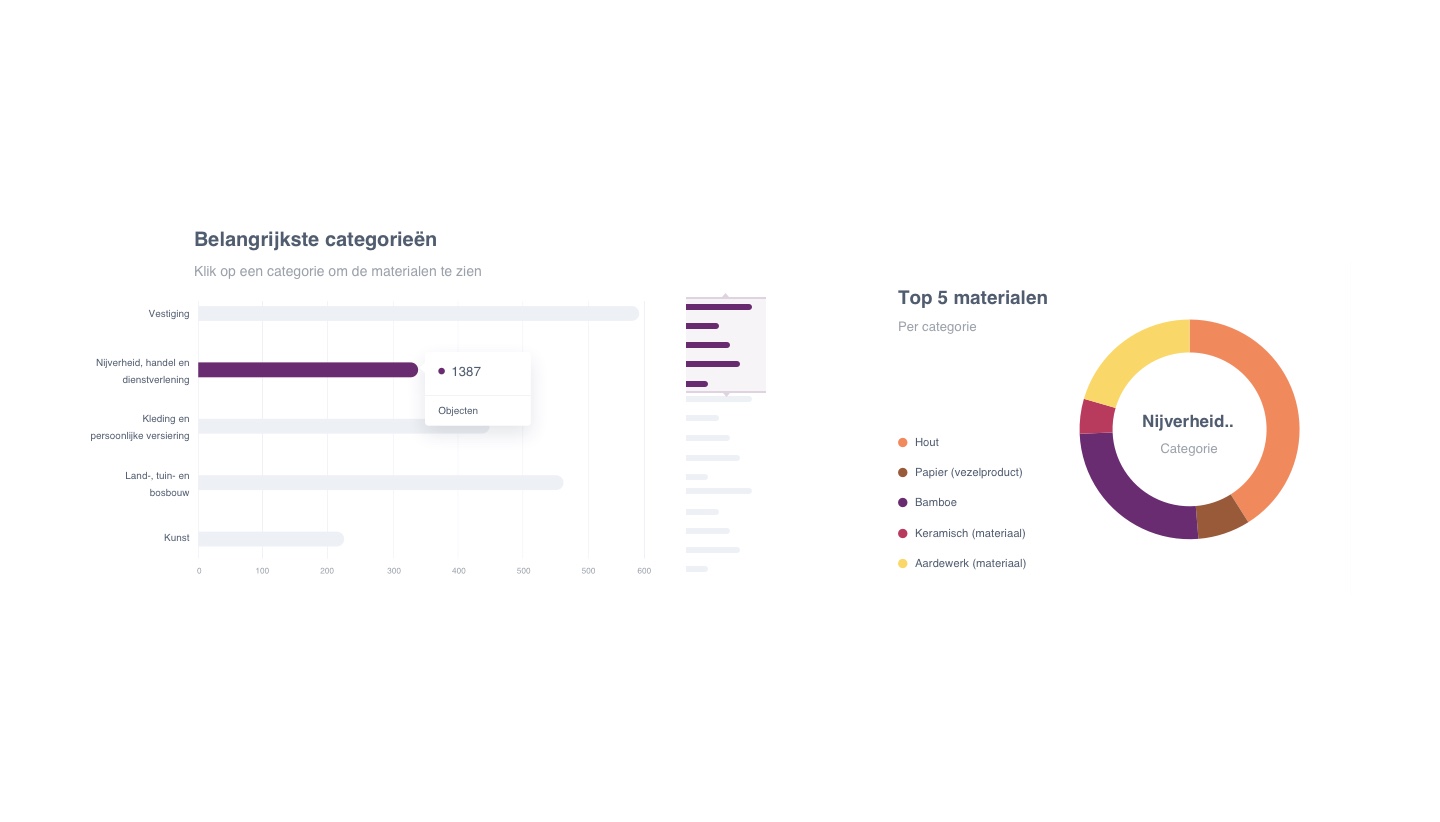 Belangrijkste categorieën
Klik op een categorie om de materialen te zien
Vestiging
Nijverheid, handel en
dienstverlening
1387
Objecten
Kleding en
persoonlijke versiering
Land-, tuin- en
bosbouw
Kunst
0 100 200 300 400 500 500 600
Top 5 materialen
Per categorie
Hout
Papier (vezelproduct)
Bamboe
Keramisch (materiaal)
Aardewerk (materiaal)
Nijverheid..
Categorie